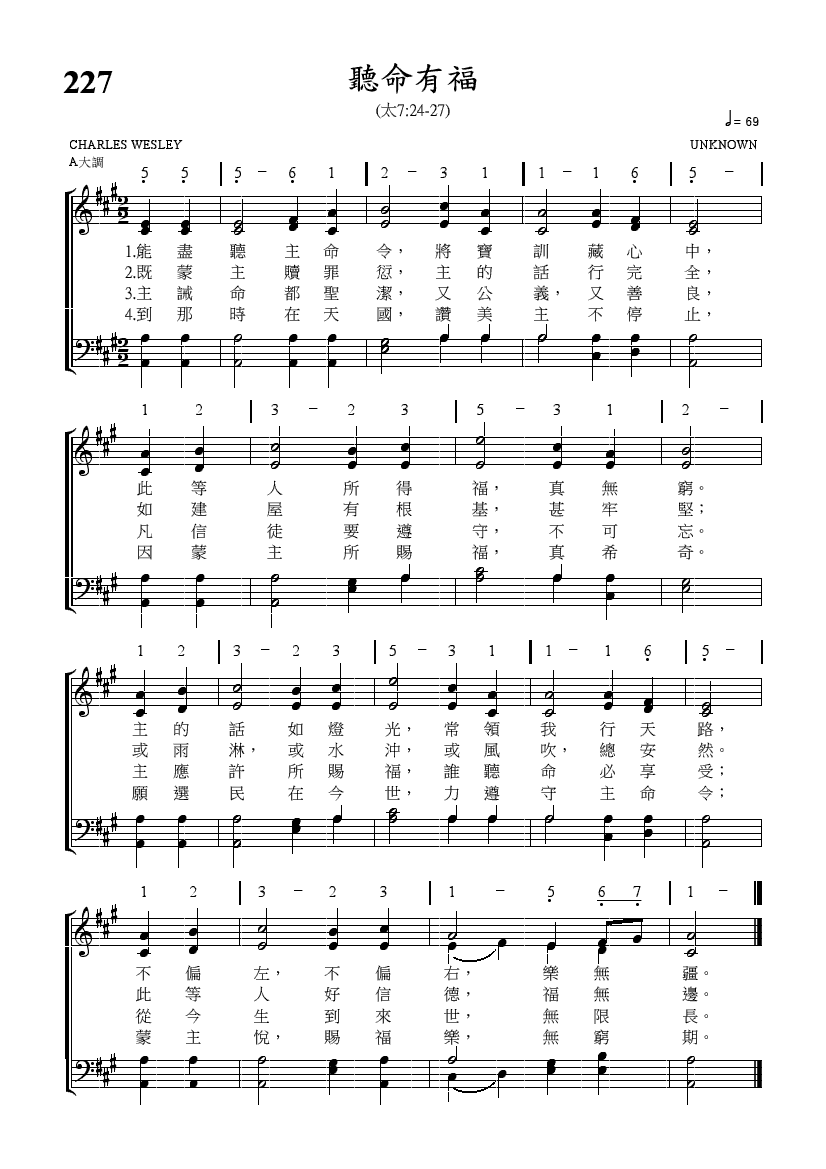 227
聽命有福
(太7:24-27)
= 69
CHARLES WESLEY
UNKNOWN
A大調
5 5 | 5 – 6 1 | 2 – 3 1 | 1 – 1 6 | 5 – |
1.能盡聽主命令，將寶訓藏心中，
2.既蒙主贖罪愆，主的話行完全，
3.主誡命都聖潔，又公義，又善良，
4.到那時在天國，讚美主不停止，
1 2 | 3 – 2 3 | 5 – 3 1 | 2 – |
此等人所得福，真無窮。
如建屋有根基，甚牢堅；
凡信徒要遵守，不可忘。
因蒙主所賜福，真希奇。
1 2 | 3 – 2 3 | 5 – 3 1 | 1 – 1 6 | 5 – |
主的話如燈光，常領我行天路，
或雨淋，或水沖，或風吹，總安然。
主應許所賜福，誰聽命必享受；
願選民在今世，力遵守主命令；
1 2 | 3 – 2 3 | 1 – 5 6 7 | 1 –
不偏左，不偏右，樂無疆。
此等人好信德，福無邊。
從今生到來世，無限長。
蒙主悅，賜福樂，無窮期。